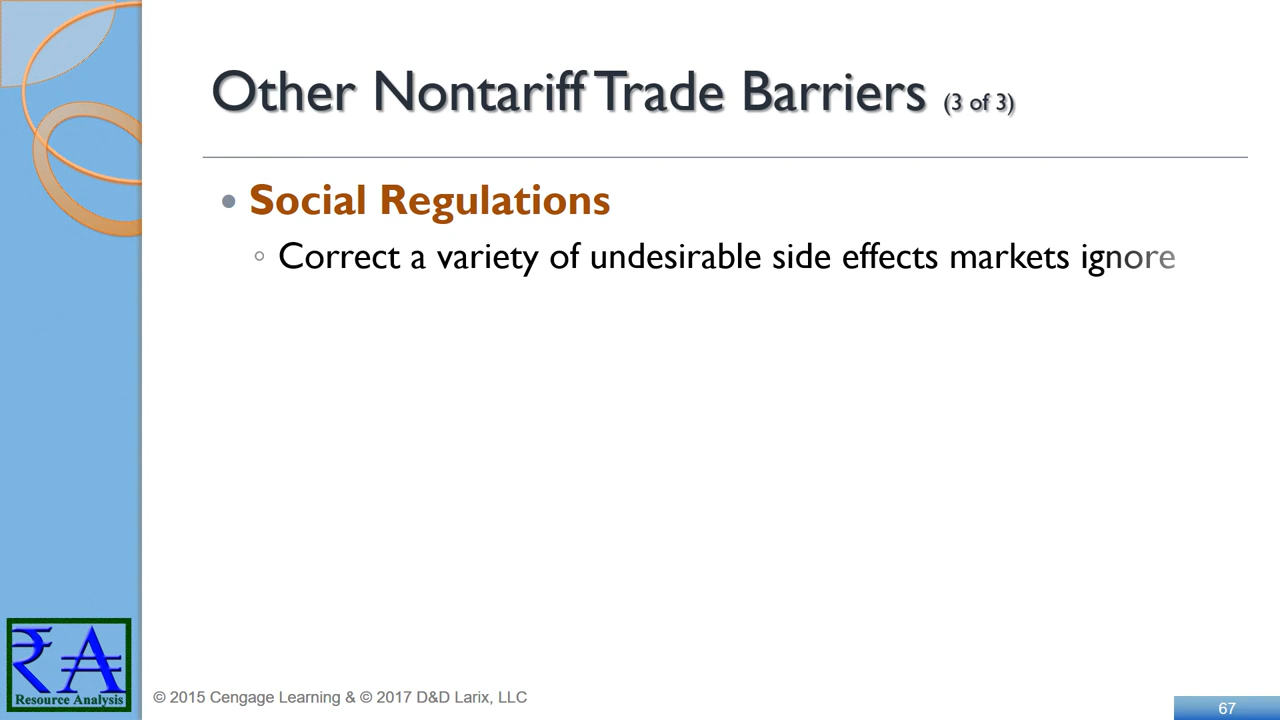 Other Nontariff Trade Barriers (3 of 3)
• Social Regulations
◦ Correct a variety of undesirable side effects markets ignore
₹A
Resource Analysis
© 2015 Cengage Learning & © 2017 D&D Larix, LLC
67